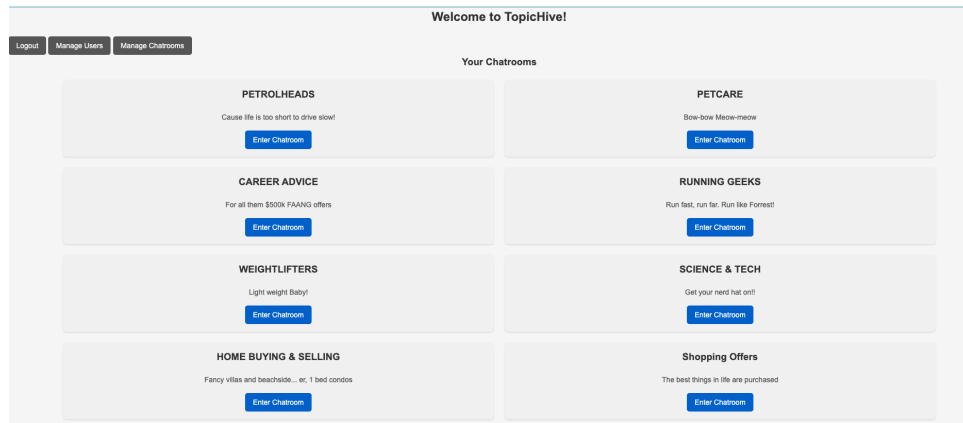 Welcome to TopicHive!
Logout Manage Users Manage Chatrooms
Your Chatrooms
PETROLHEADS
Cause life is too short to drive slow!
Enter Chatroom
PETCARE
Bow-bow Meow-meow
Enter Chatroom
CAREER ADVICE
For all them $500k FAANG offers
Enter Chatroom
RUNNING GEEKS
Run fast, run far. Run like Forrest!
Enter Chatroom
WEIGHTLIFTERS
Light weight Baby!
Enter Chatroom
SCIENCE & TECH
Get your nerd hat on!!
Enter Chatroom
HOME BUYING & SELLING
Fancy villas and beachside... er, 1 bed condos
Enter Chatroom
Shopping Offers
The best things in life are purchased
Enter Chatroom